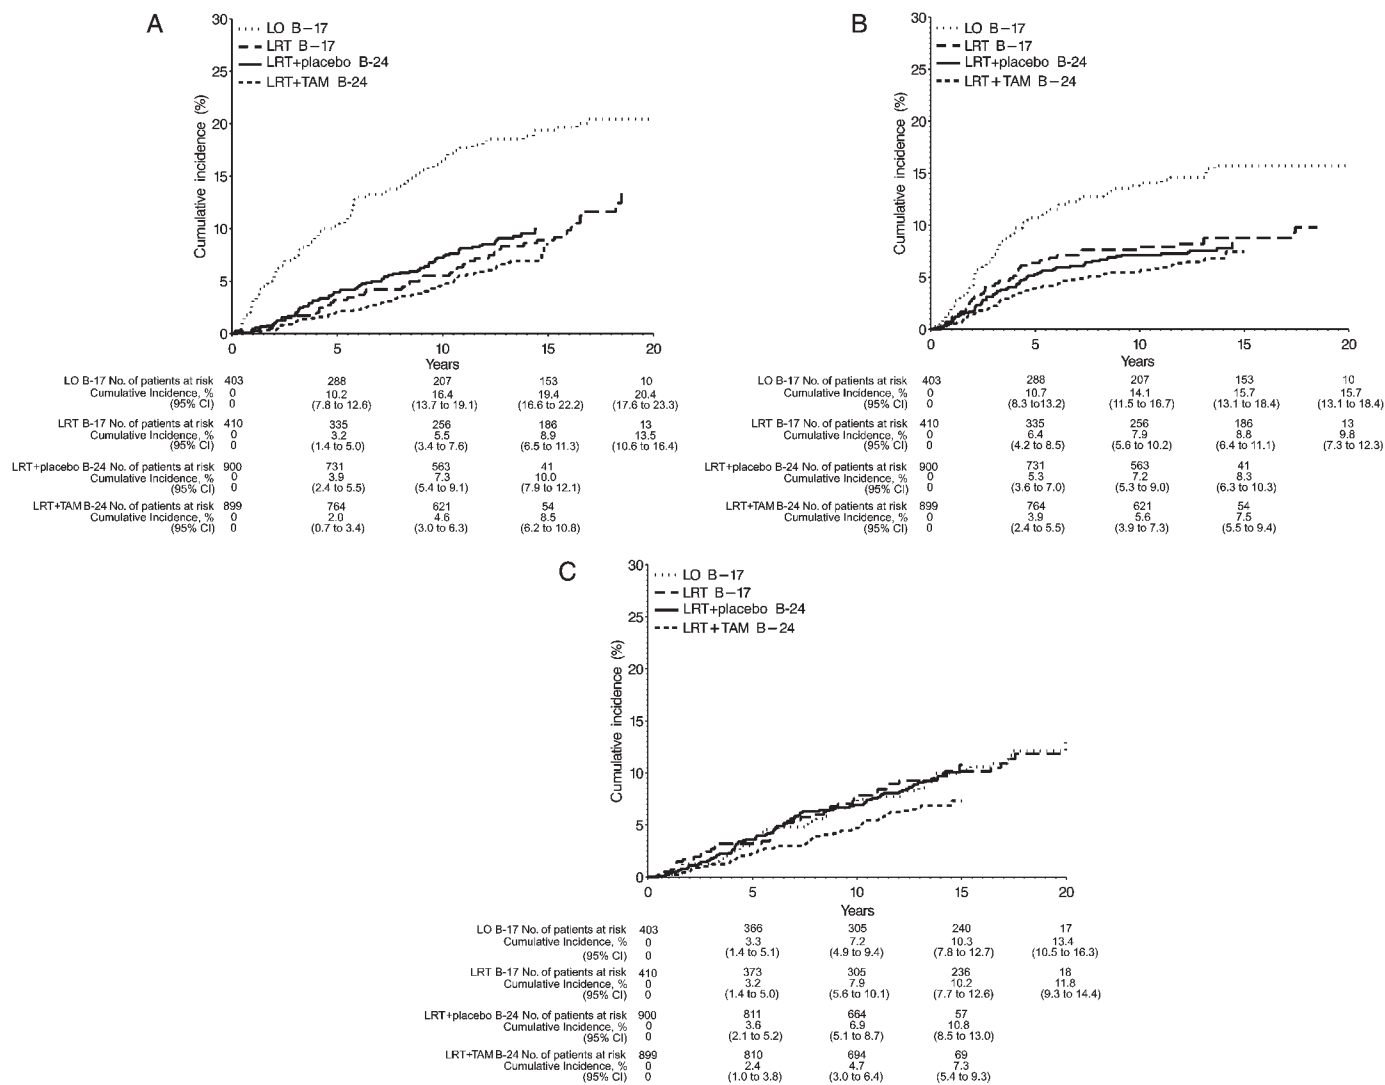 A
30
25
20
15
10
5
0
Cumulative incidence (%)
LO B-17
LRT B-17
LRT+placebo B-24
LRT+TAM B-24
0 5 10 15 20
Years
LO B-17 No. of patients at risk 403 288 207 153 10
Cumulative Incidence, % 0 10.2 16.4 19.4 20.4
(95% CI) 0 (7.8 to 12.6) (13.7 to 19.1) (16.6 to 22.2) (17.6 to 23.3)
LRT B-17 No. of patients at risk 410 335 256 186 13
Cumulative Incidence, % 0 3.2 5.5 8.9 13.5
(95% CI) 0 (1.4 to 5.0) (3.4 to 7.6) (6.5 to 11.3) (10.6 to 16.4)
LRT+placebo B-24 No. of patients at risk 900 731 563 41
Cumulative Incidence, % 0 3.9 7.3 10.0
(95% CI) 0 (2.4 to 5.5) (5.4 to 9.1) (7.9 to 12.1)
LRT+TAM B-24 No. of patients at risk 899 764 621 54
Cumulative Incidence, % 0 2.0 4.6 8.5
(95% CI) 0 (0.7 to 3.4) (3.0 to 6.3) (6.2 to 10.8)
B
30
25
20
15
10
5
0
Cumulative incidence (%)
LO B-17
LRT B-17
LRT+placebo B-24
LRT+TAM B-24
0 5 10 15 20
Years
LO B-17 No. of patients at risk 403 288 207 153 10
Cumulative Incidence, % 0 10.7 14.1 15.7 15.7
(95% CI) 0 (8.3 to13.2) (11.5 to 16.7) (13.1 to 18.4) (13.1 to 18.4)
LRT B-17 No. of patients at risk 410 335 256 186 13
Cumulative Incidence, % 0 6.4 7.9 8.8 9.8
(95% CI) 0 (4.2 to 8.5) (5.6 to 10.2) (6.4 to 11.1) (7.3 to 12.3)
LRT+placebo B-24 No. of patients at risk 900 731 563 41
Cumulative Incidence, % 0 5.3 7.2 8.3
(95% CI) 0 (3.6 to 7.0) (5.3 to 9.0) (6.3 to 10.3)
LRT+TAM B-24 No. of patients at risk 899 764 621 54
Cumulative Incidence, % 0 3.9 5.6 7.5
(95% CI) 0 (2.4 to 5.5) (3.9 to 7.3) (5.5 to 9.4)
C
30
25
20
15
10
5
0
Cumulative incidence (%)
LO B-17
LRT B-17
LRT+placebo B-24
LRT+TAM B-24
0 5 10 15 20
Years
LO B-17 No. of patients at risk 403 366 305 240 17
Cumulative Incidence, % 0 3.3 7.2 10.3 13.4
(95% CI) 0 (1.4 to 5.1) (4.9 to 9.4) (7.8 to 12.7) (10.5 to 16.3)
LRT B-17 No. of patients at risk 410 373 305 236 18
Cumulative Incidence, % 0 3.2 7.9 10.2 11.8
(95% CI) 0 (1.4 to 5.0) (5.6 to 10.1) (7.7 to 12.6) (9.3 to 14.4)
LRT+placebo B-24 No. of patients at risk 900 811 664 57
Cumulative Incidence, % 0 3.6 6.9 10.8
(95% CI) 0 (2.1 to 5.2) (5.1 to 8.7) (8.5 to 13.0)
LRT+TAM B-24 No. of patients at risk 899 810 694 69
Cumulative Incidence, % 0 2.4 4.7 7.3
(95% CI) 0 (1.0 to 3.8) (3.0 to 6.4) (5.4 to 9.3)